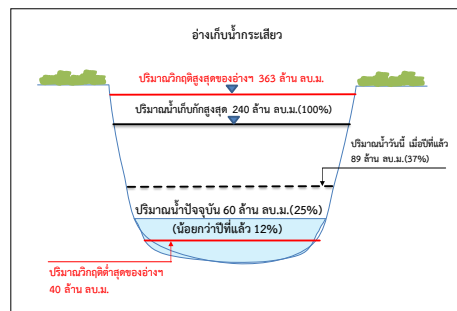 อ่างเก็บน้ำกระเสียว
ปริมาณวิกฤติสูงสุดของอ่างฯ 363 ล้าน ลบ.ม.
ปริมาณน้ำเก็บกักสูงสุด 240 ล้าน ลบ.ม.(100%)
ปริมาณน้ำวันนี้ เมื่อปีที่แล้ว
89 ล้าน ลบ.ม.(37%)
ปริมาณน้ำปัจจุบัน 60 ล้าน ลบ.ม.(25%)
(น้อยกว่าปีที่แล้ว 12%)
ปริมาณวิกฤติต่ำสุดของอ่างฯ
40 ล้าน ลบ.ม.